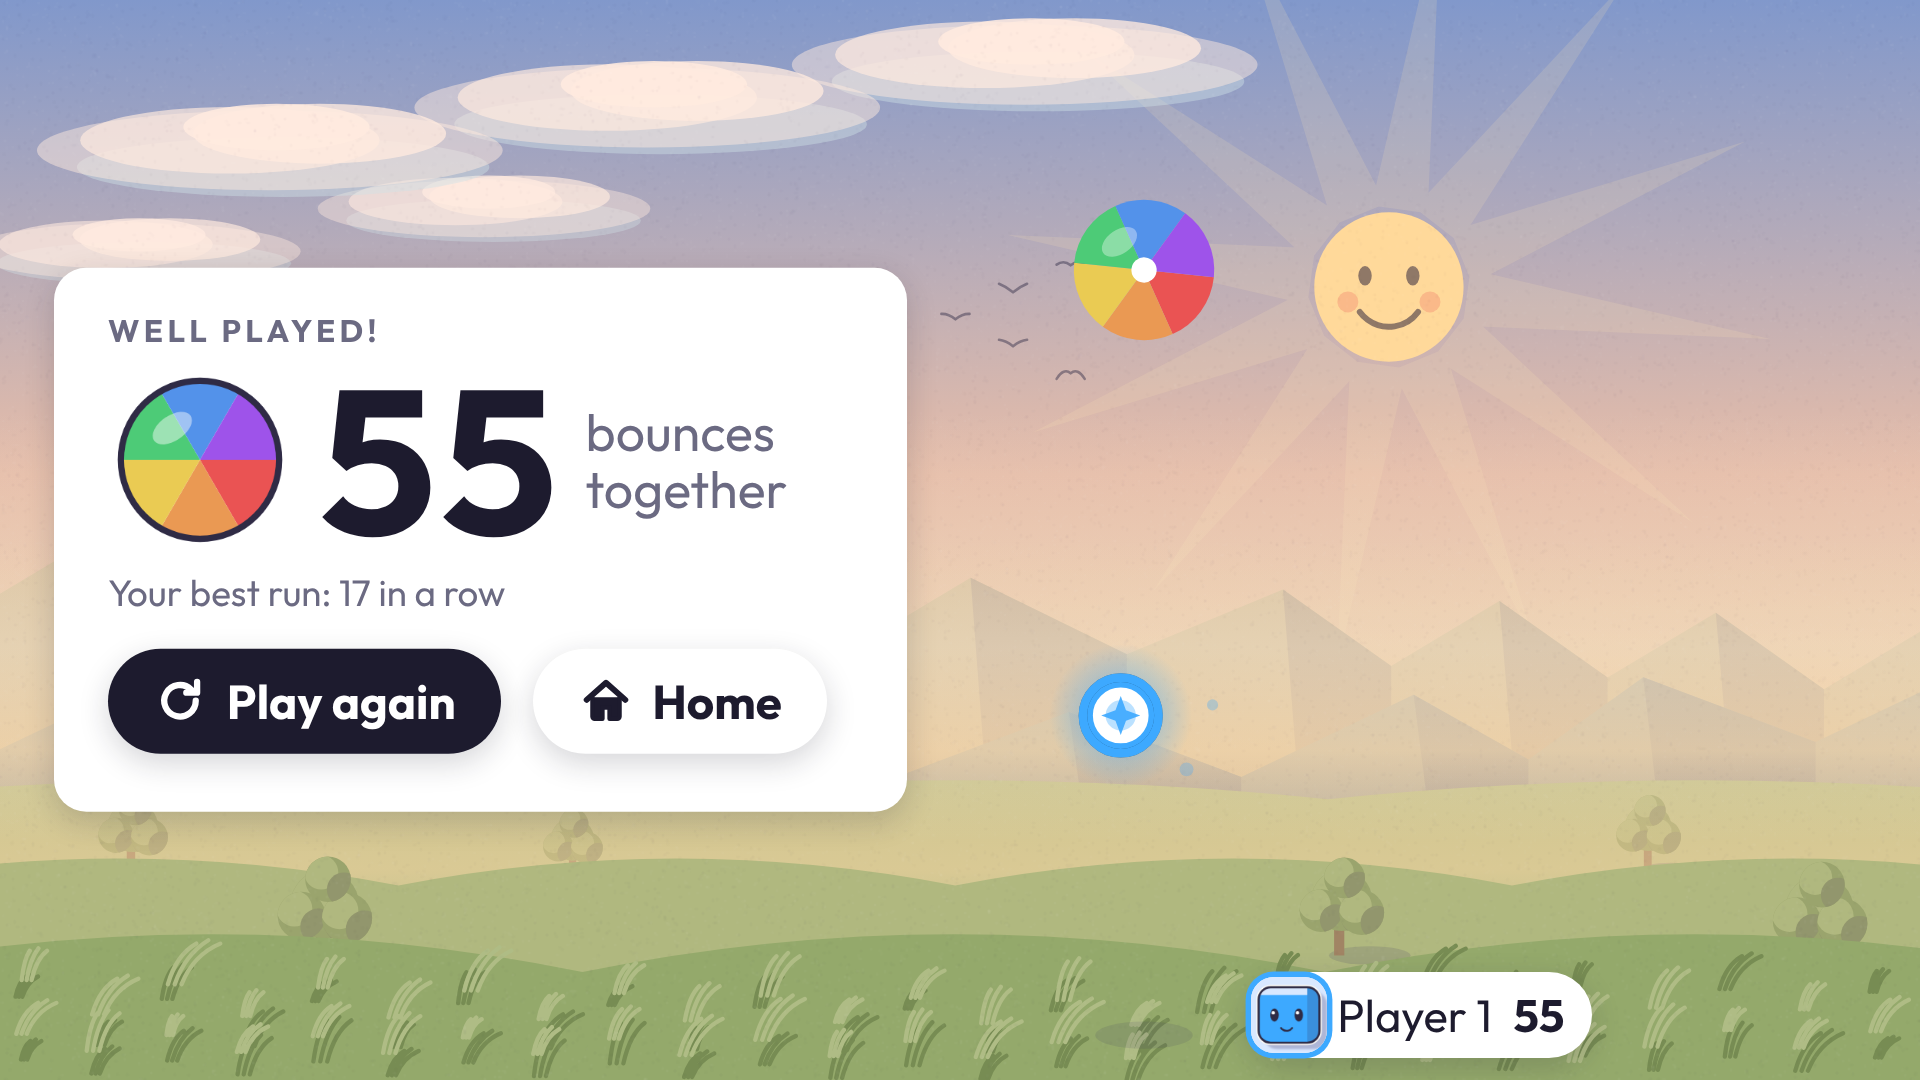 WELL PLAYED!
55
bounces
together
Your best run: 17 in a row
Play again
Home
Player 1 55